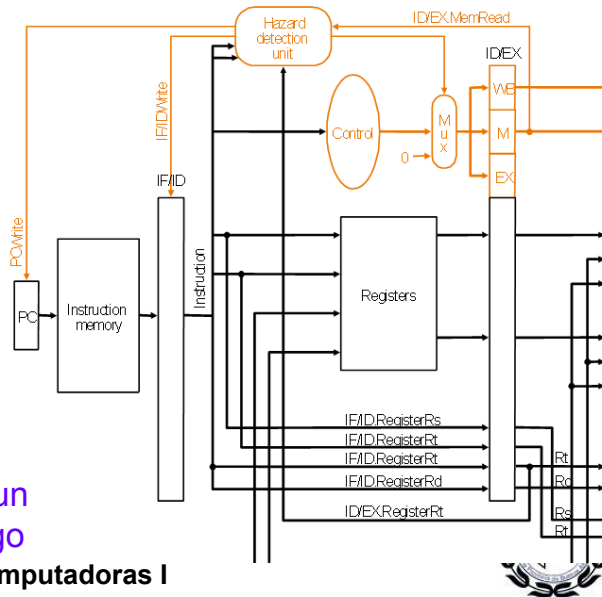 Hazard
detection
unit
ID/EX.MemRead
ID/EX
WB
IF/IDWrite
Control
M
u
x
M
0
EX
IF/ID
PCWrite
Instruction
PC
Instruction
memory
Registers
IF/ID.RegisterRs
IF/ID.RegisterRt
IF/ID.RegisterRt
Rt
IF/ID.RegisterRd
Rd
ID/EX.RegisterRt
Rs
Rt
un
go
mputadoras I